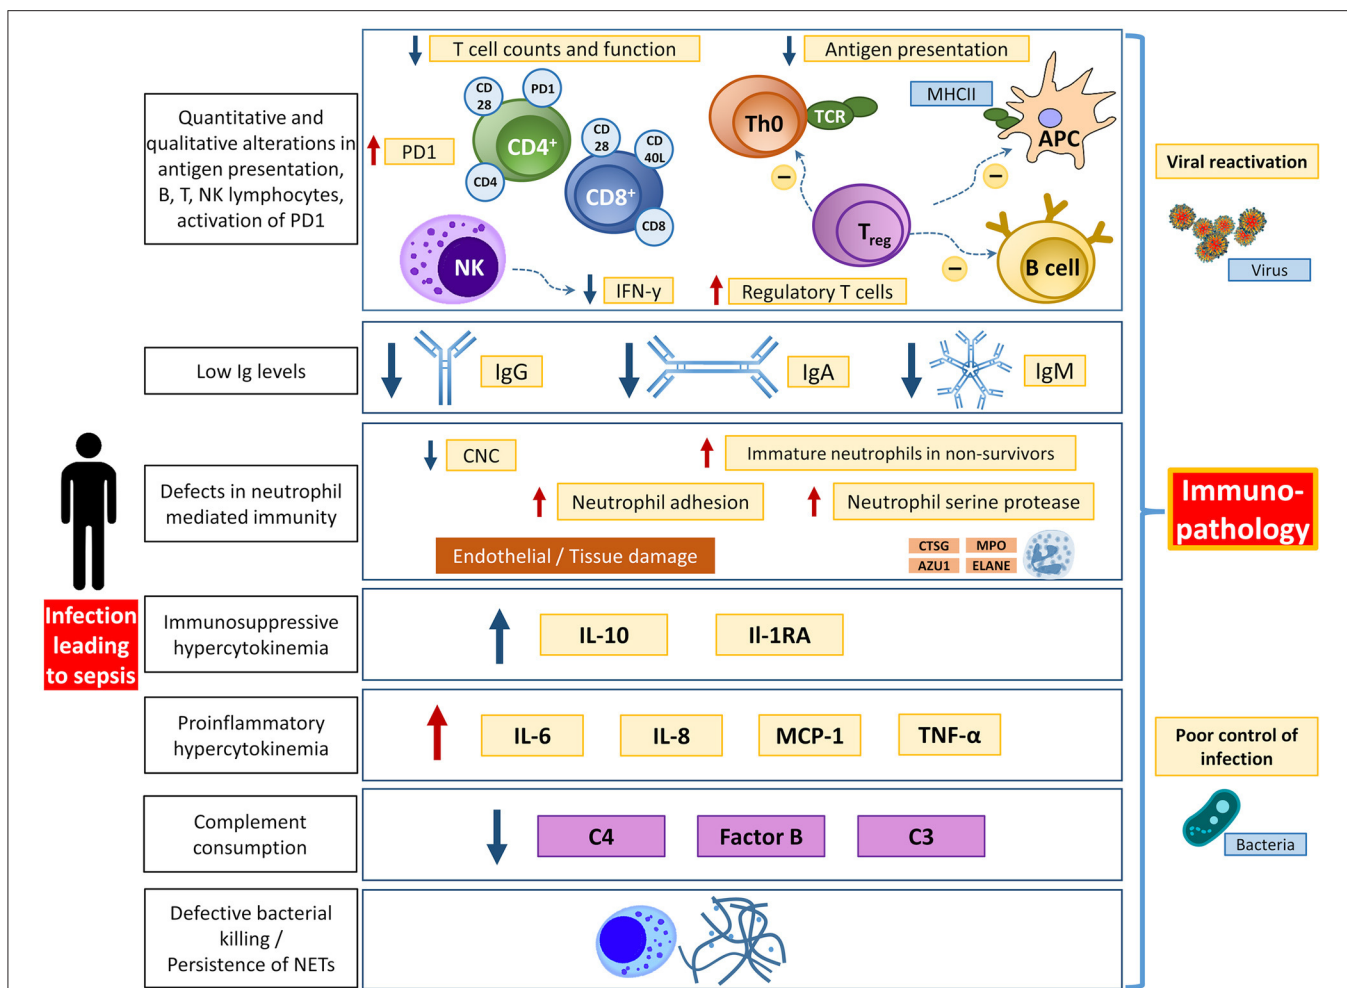 T cell counts and function
Antigen presentation
Quantitative and
qualitative alterations in
antigen presentation,
B, T, NK lymphocytes,
activation of PD1
PD1
CD
28
PD1
CD4+
CD4
CD
28
CD
40L
CD8+
CD8
NK
IFN-y
Th0
TCR
MHCII
APC
−
−
Treg
−
B cell
Regulatory T cells
Viral reactivation
Virus
Low Ig levels
IgG
IgA
IgM
Defects in neutrophil
mediated immunity
CNC
Immature neutrophils in non-survivors
Neutrophil adhesion
Neutrophil serine protease
Endothelial / Tissue damage
CTSG
MPO
AZU1
ELANE
Immuno-
pathology
Infection
leading
to sepsis
Immunosuppressive
hypercytokinemia
IL-10
Il-1RA
Proinflammatory
hypercytokinemia
IL-6
IL-8
MCP-1
TNF-α
Poor control of
infection
Bacteria
Complement
consumption
C4
Factor B
C3
Defective bacterial
killing /
Persistence of NETs